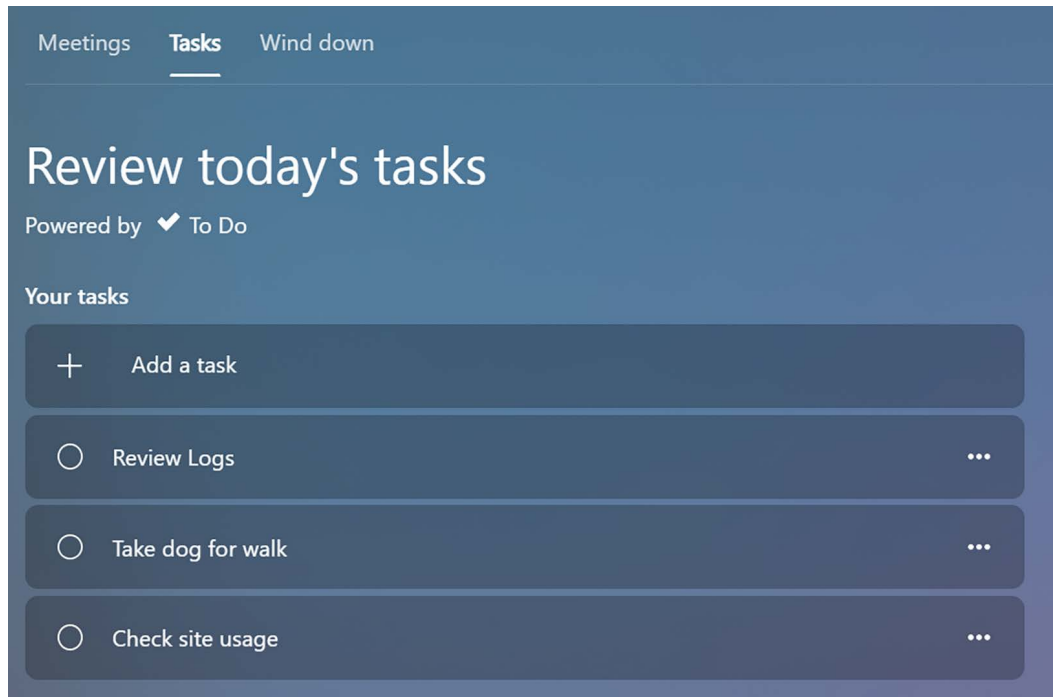 Meetings Tasks Wind down
Review today's tasks
Powered by To Do
Your tasks
Add a task
Review Logs
Take dog for walk
Check site usage